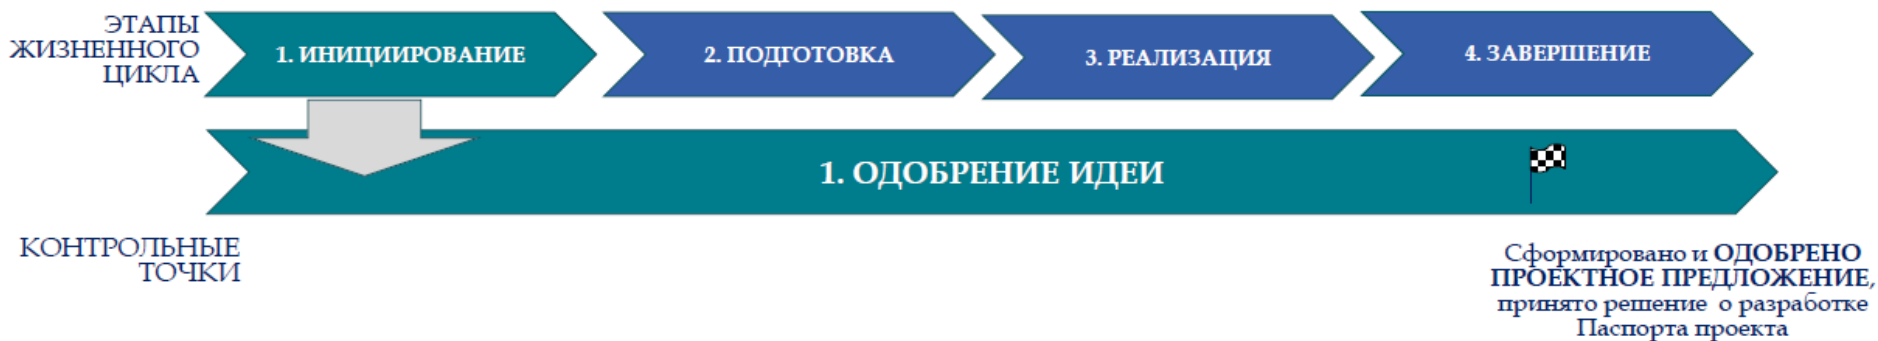 ЭТАПЫ
ЖИЗНЕННОГО
ЦИКЛА
1. ИНИЦИИРОВАНИЕ
2. ПОДГОТОВКА
3. РЕАЛИЗАЦИЯ
4. ЗАВЕРШЕНИЕ
1. ОДОБРЕНИЕ ИДЕИ
КОНТРОЛЬНЫЕ
ТОЧКИ
Сформировано и ОДОБРЕНО
ПРОЕКТНОЕ ПРЕДЛОЖЕНИЕ,
принято решение о разработке
Паспорта проекта